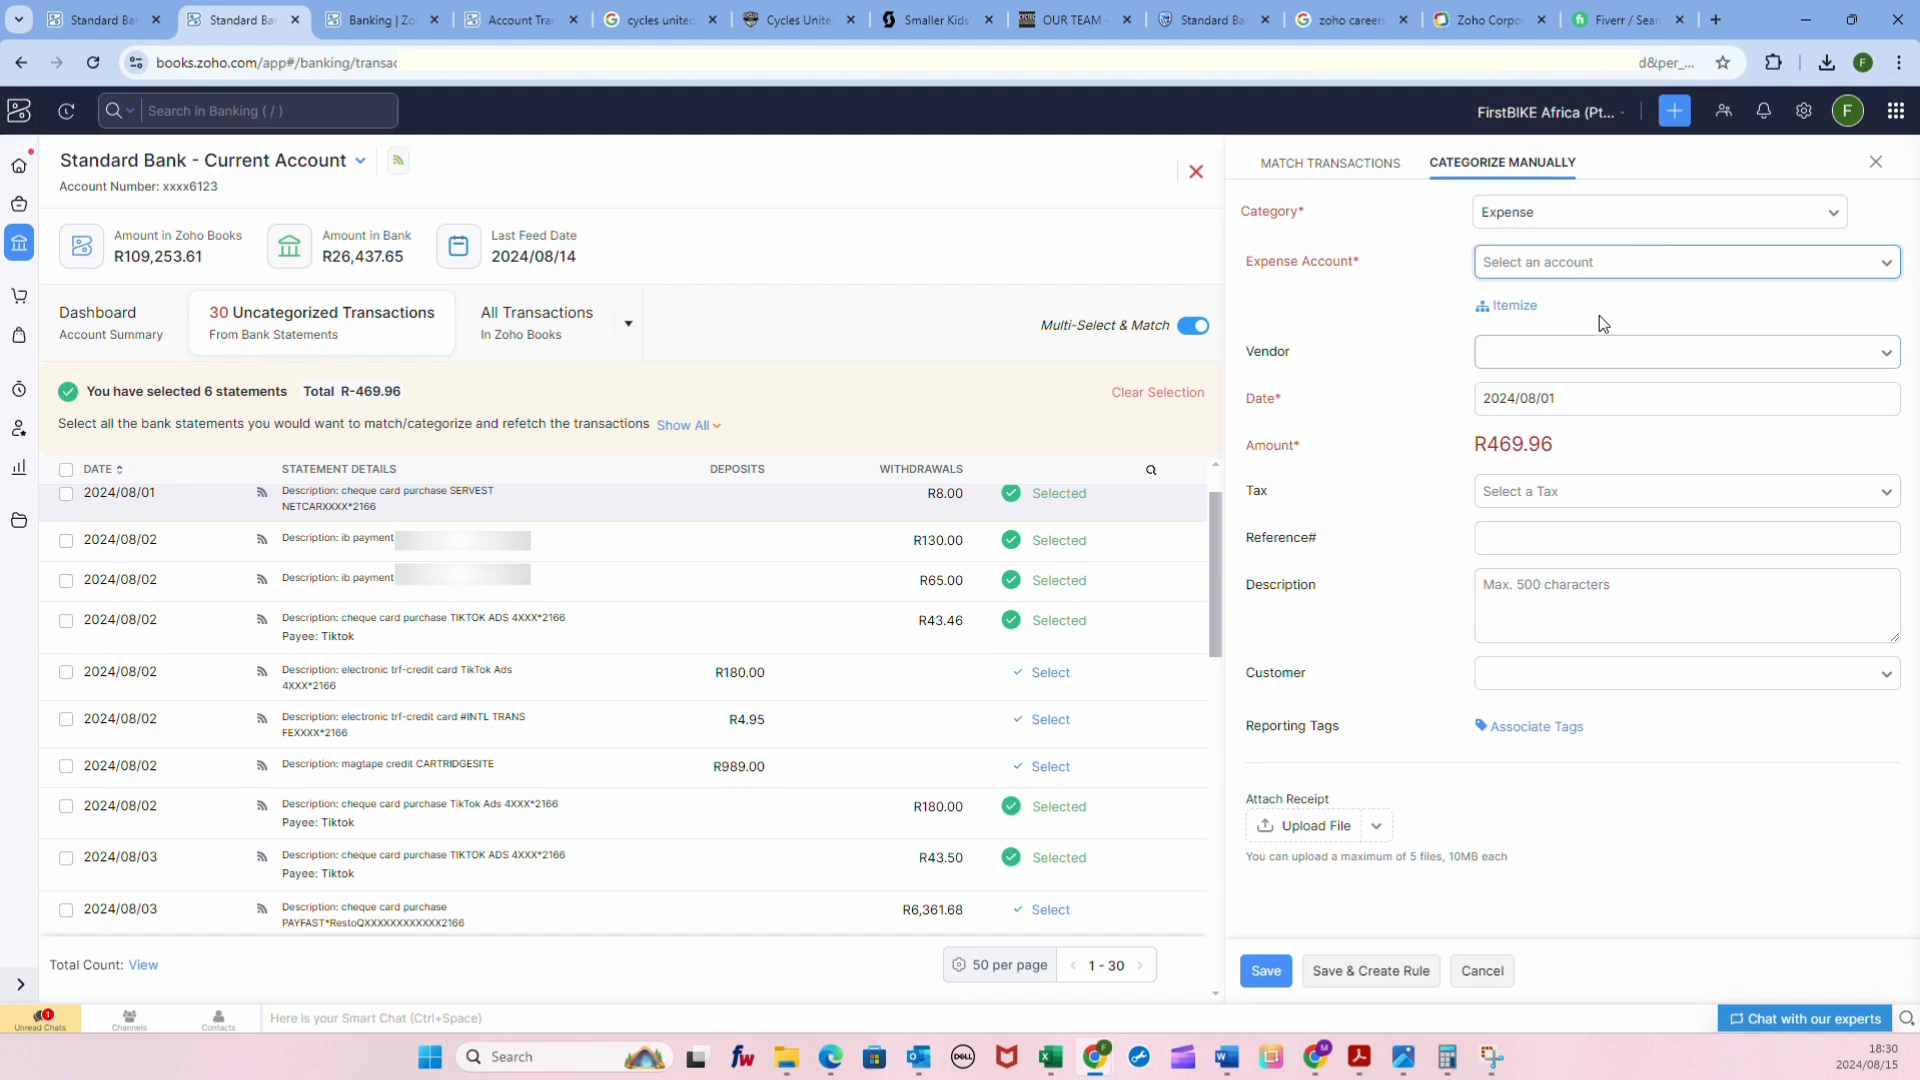 Standard Ba
Standard Ba
Banking | Zo
Account Tran
cycles united
Cycles Unite
Smaller Kids'
OUR TEAM -
Standard Ba
zoho careers
Zoho Corpo
Fiverr / Sear
books.zoho.com/app#/banking/transac
d&per_...
F
Search in Banking ( / )
FirstBIKE Africa (Pt...
F
Standard Bank - Current Account
Account Number: xxxx6123
Amount in Zoho Books
R109,253.61
Amount in Bank
R26,437.65
Last Feed Date
2024/08/14
Dashboard
Account Summary
30 Uncategorized Transactions
From Bank Statements
All Transactions
In Zoho Books
Multi-Select & Match
You have selected 6 statements Total R-469.96
Clear Selection
Select all the bank statements you would want to match/categorize and refetch the transactions Show All
DATE STATEMENT DETAILS DEPOSITS WITHDRAWALS
2024/08/01 Description: cheque card purchase SERVEST R8.00 Selected
NETCARXXXX*2166
2024/08/02 Description: ib payment R130.00 Selected
2024/08/02 Description: ib payment R65.00 Selected
2024/08/02 Description: cheque card purchase TIKTOK ADS 4XXX*2166 R43.46 Selected
Payee: Tiktok
2024/08/02 Description: electronic trf-credit card TikTok Ads R180.00 Select
4XXX*2166
2024/08/02 Description: electronic trf-credit card #INTL TRANS R4.95 Select
FEXXXX*2166
2024/08/02 Description: magtape credit CARTRIDGESITE R989.00 Select
2024/08/02 Description: cheque card purchase TikTok Ads 4XXX*2166 R180.00 Selected
Payee: Tiktok
2024/08/03 Description: cheque card purchase TIKTOK ADS 4XXX*2166 R43.50 Selected
Payee: Tiktok
2024/08/03 Description: cheque card purchase R6,361.68 Select
PAYFAST*RestoQXXXXXXXXXXXX2166
Total Count: View
50 per page
1 - 30
MATCH TRANSACTIONS
CATEGORIZE MANUALLY
Category* Expense
Expense Account* Select an account
Itemize
Vendor
Date* 2024/08/01
Amount* R469.96
Tax Select a Tax
Reference#
Description Max. 500 characters
Customer
Reporting Tags Associate Tags
Attach Receipt
Upload File
You can upload a maximum of 5 files, 10MB each
Save
Save & Create Rule
Cancel
1
Unread Chats
Channels
Contacts
Here is your Smart Chat (Ctrl+Space)
Chat with our experts
Search
fw
DELL
F
M
18:30
2024/08/15